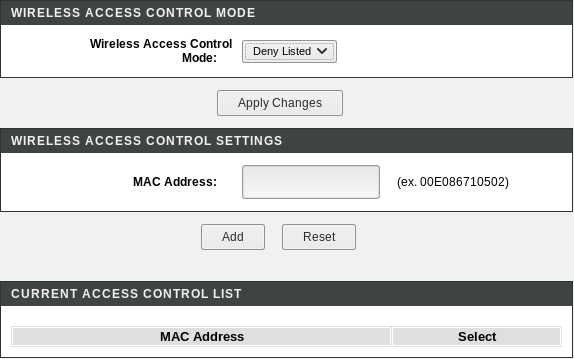 WIRELESS ACCESS CONTROL MODE
Wireless Access Control
Mode:
Deny Listed
Apply Changes
WIRELESS ACCESS CONTROL SETTINGS
MAC Address:
(ex. 00E086710502)
Add
Reset
CURRENT ACCESS CONTROL LIST
MAC Address
Select